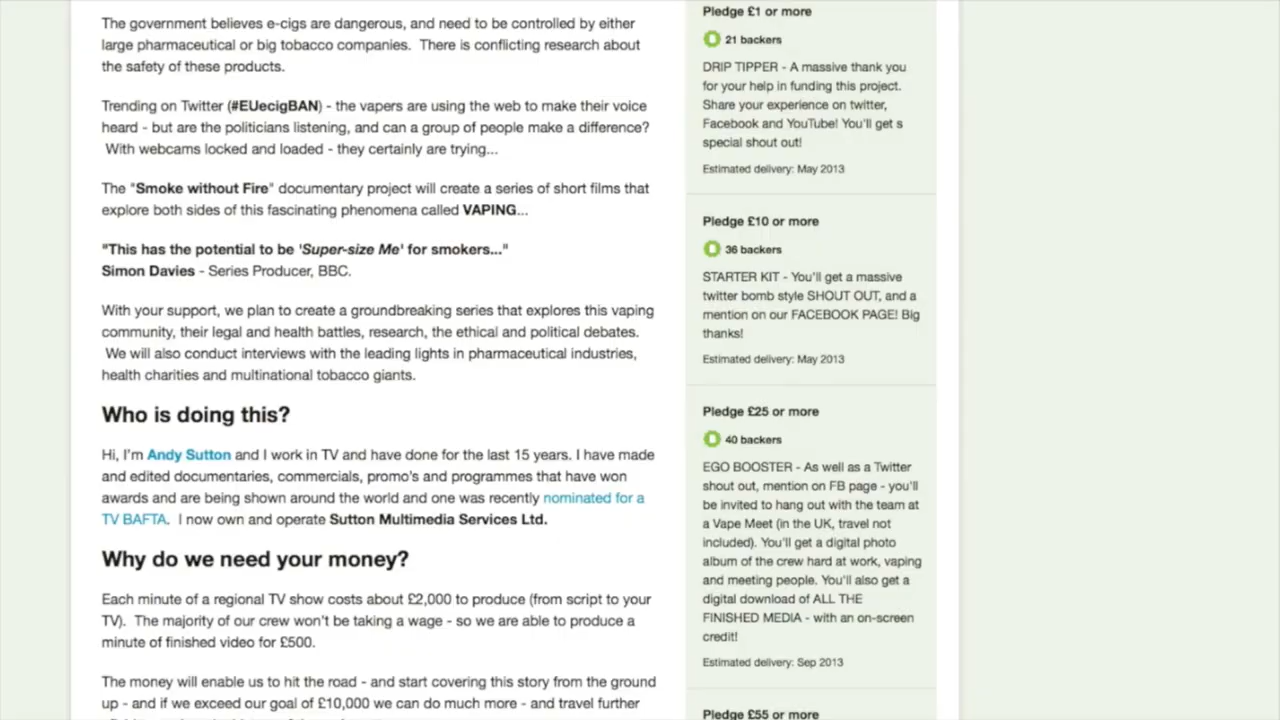 The government believes e-cigs are dangerous, and need to be controlled by either
large pharmaceutical or big tobacco companies.  There is conflicting research about
the safety of these products.
Trending on Twitter (#EUecigBAN) - the vapers are using the web to make their voice
heard - but are the politicians listening, and can a group of people make a difference?
With webcams locked and loaded - they certainly are trying...
The "Smoke without Fire" documentary project will create a series of short films that
explore both sides of this fascinating phenomena called VAPING...
"This has the potential to be 'Super-size Me' for smokers..."
Simon Davies - Series Producer, BBC.
With your support, we plan to create a groundbreaking series that explores this vaping
community, their legal and health battles, research, the ethical and political debates.
We will also conduct interviews with the leading lights in pharmaceutical industries,
health charities and multinational tobacco giants.
Who is doing this?
Hi, I'm Andy Sutton and I work in TV and have done for the last 15 years. I have made
and edited documentaries, commercials, promo's and programmes that have won
awards and are being shown around the world and one was recently nominated for a
TV BAFTA.  I now own and operate Sutton Multimedia Services Ltd.
Why do we need your money?
Each minute of a regional TV show costs about £2,000 to produce (from script to your
TV).  The majority of our crew won't be taking a wage - so we are able to produce a
minute of finished video for £500.
The money will enable us to hit the road - and start covering this story from the ground
up - and if we exceed our goal of £10,000 we can do much more - and travel further
Pledge £1 or more
21 backers
DRIP TIPPER - A massive thank you
for your help in funding this project.
Share your experience on twitter,
Facebook and YouTube! You'll get s
special shout out!
Estimated delivery: May 2013
Pledge £10 or more
36 backers
STARTER KIT - You'll get a massive
twitter bomb style SHOUT OUT, and a
mention on our FACEBOOK PAGE! Big
thanks!
Estimated delivery: May 2013
Pledge £25 or more
40 backers
EGO BOOSTER - As well as a Twitter
shout out, mention on FB page - you'll
be invited to hang out with the team at
a Vape Meet (in the UK, travel not
included). You'll get a digital photo
album of the crew hard at work, vaping
and meeting people. You'll also get a
digital download of ALL THE
FINISHED MEDIA - with an on-screen
credit!
Estimated delivery: Sep 2013
Pledge £55 or more